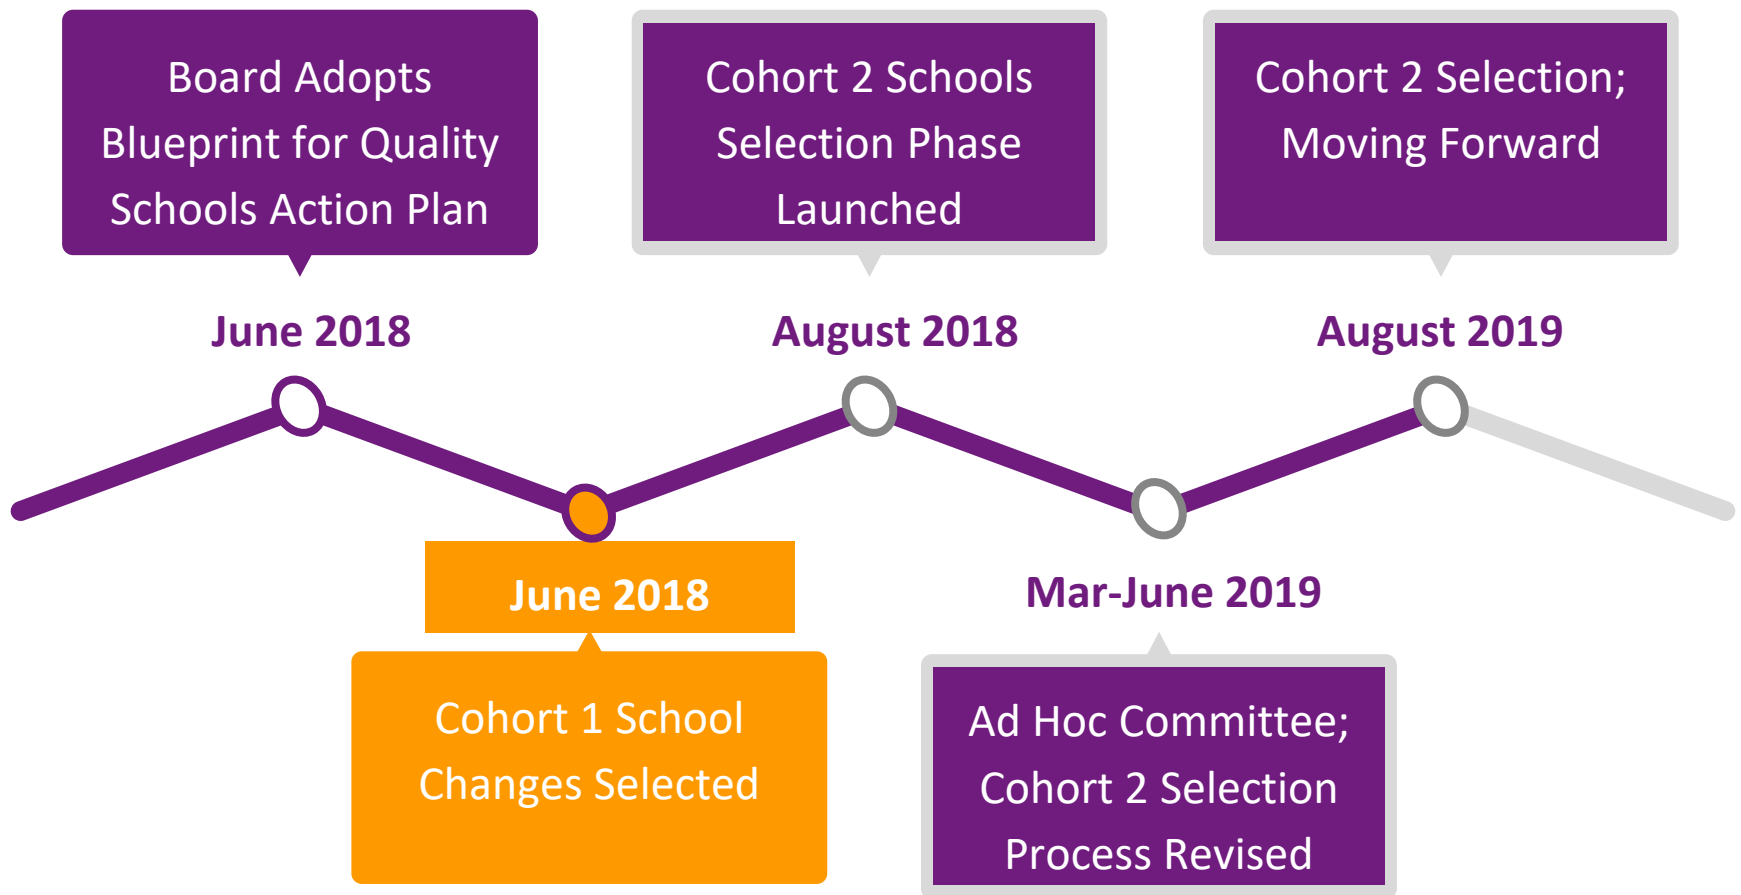 Board Adopts
Blueprint for Quality
Schools Action Plan
June 2018
June 2018
Cohort 1 School
Changes Selected
Cohort 2 Schools
Selection Phase
Launched
August 2018
Mar-June 2019
Ad Hoc Committee;
Cohort 2 Selection
Process Revised
Cohort 2 Selection;
Moving Forward
August 2019